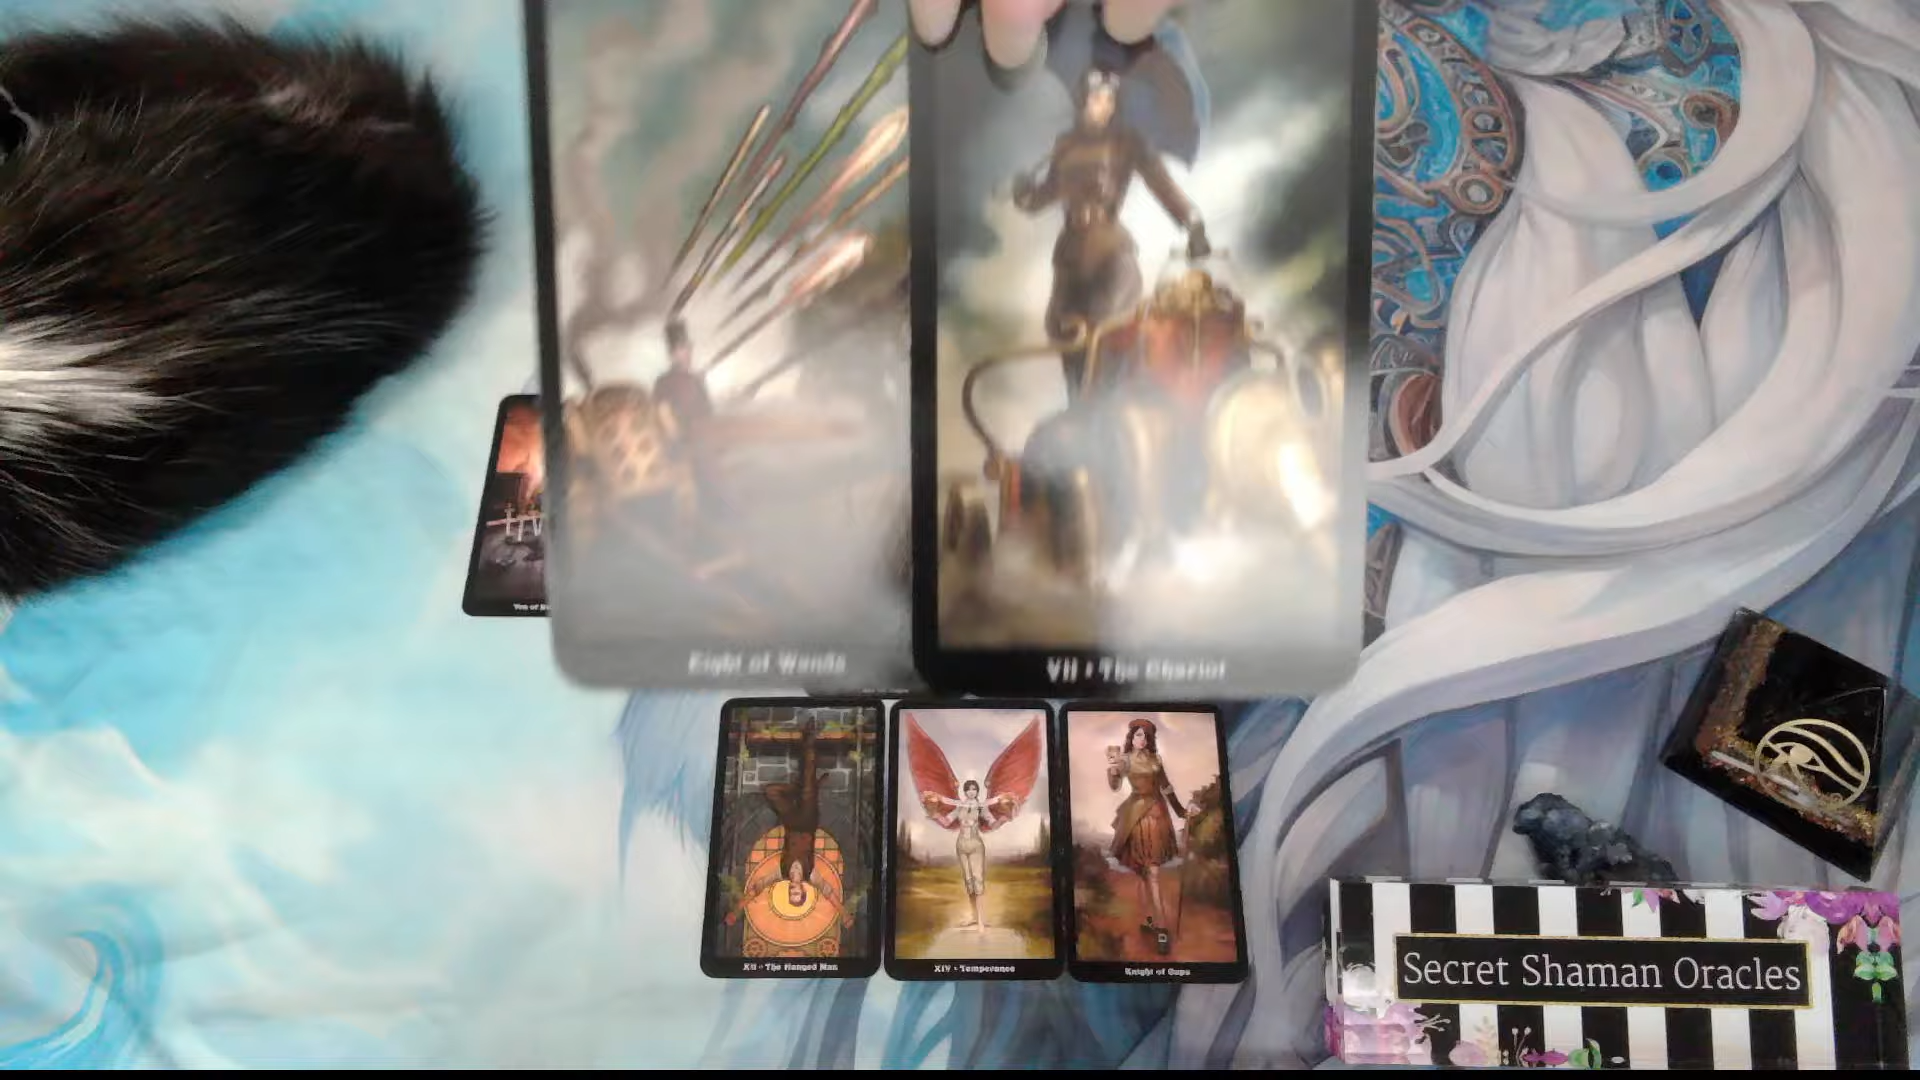 Eight of Wands
VII • The Chariot
XII • The Hanged Man
XIV • Temperance
Knight of Cups
Secret Shaman Oracles